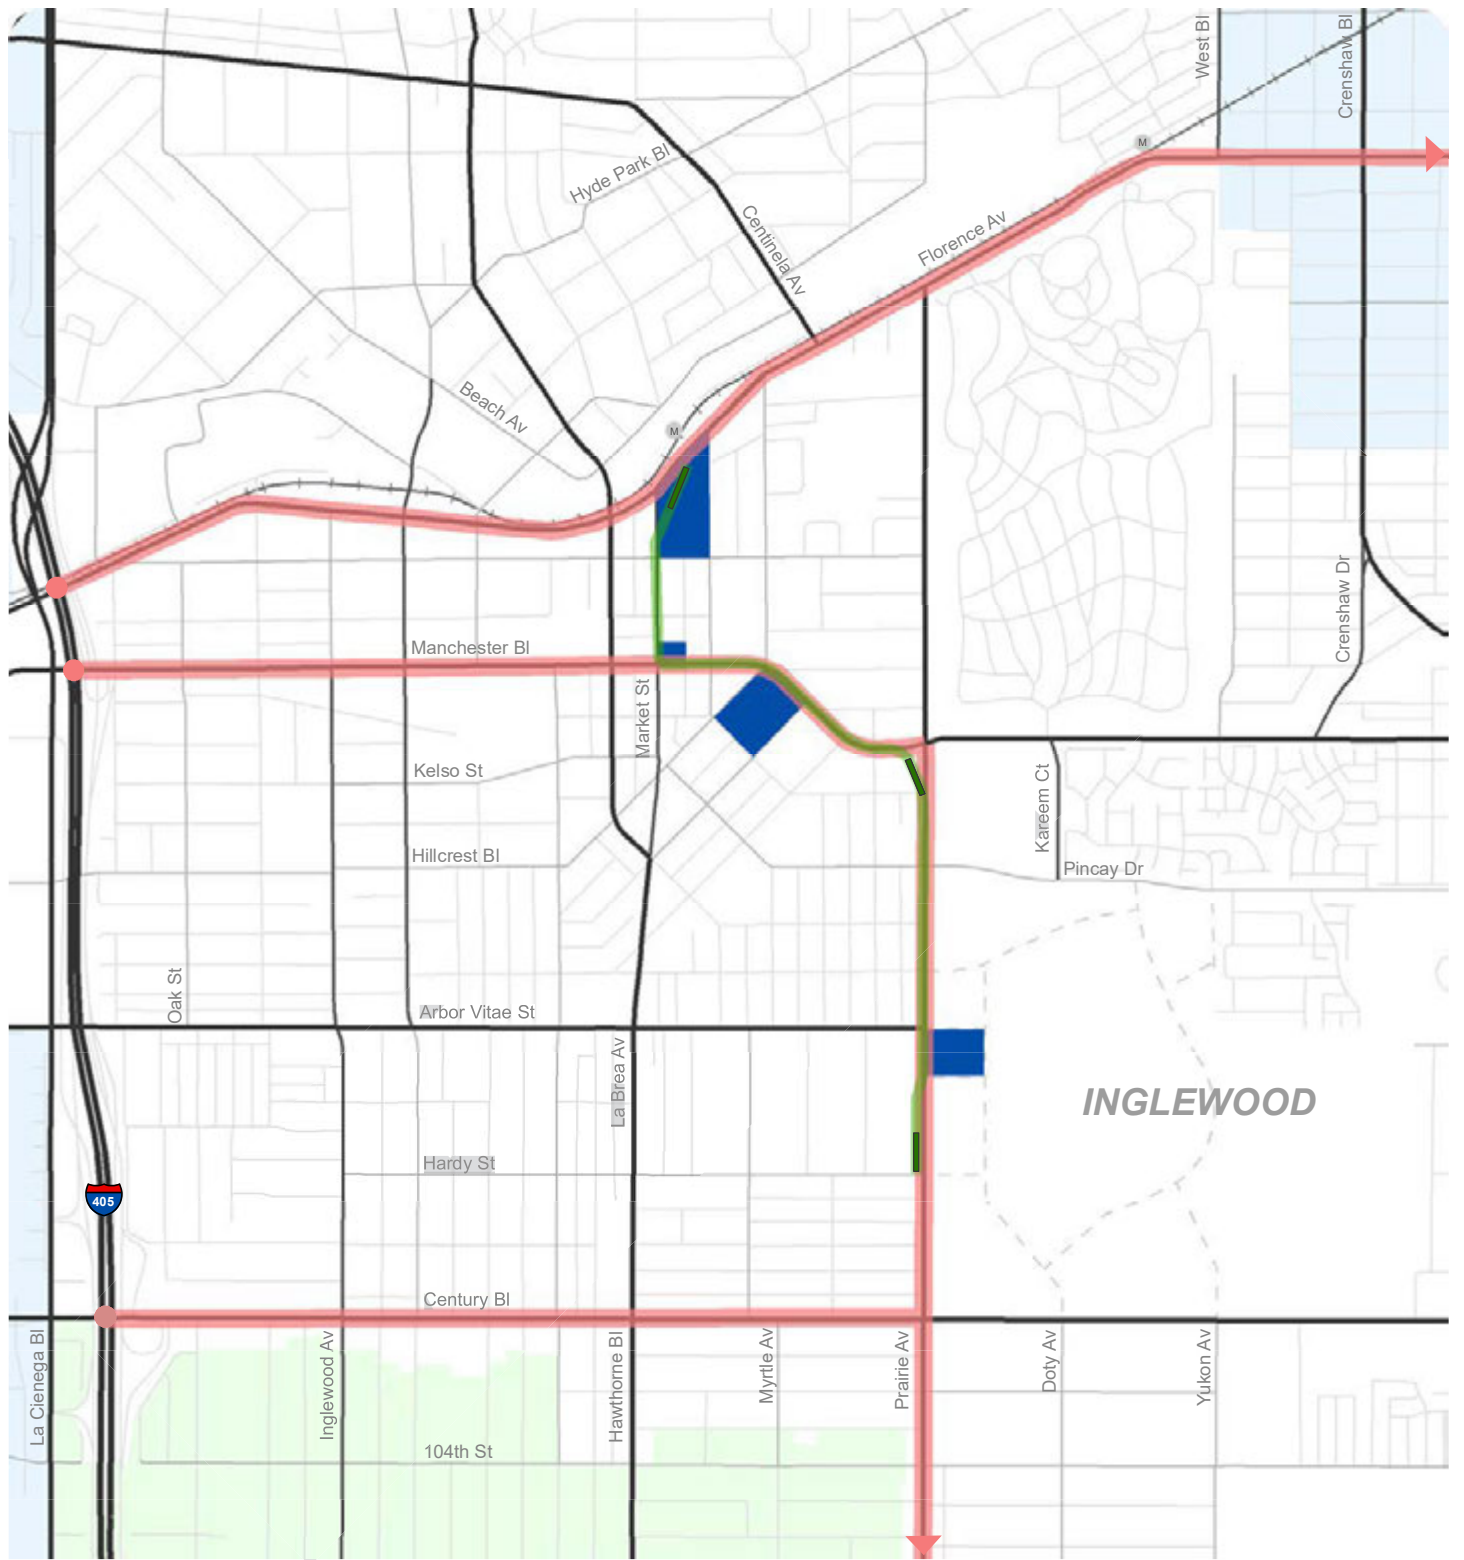 West Bl
Crenshaw Bl
M
Hyde Park Bl
Centinela Av
Florence Av
Beach Av
M
Crenshaw Dr
Manchester Bl
Market St
Kelso St
Kareem Ct
Hillcrest Bl
Pincay Dr
Oak St
Arbor Vitae St
La Brea Av
INGLEWOOD
Hardy St
405
Century Bl
La Cienega Bl
Inglewood Av
Hawthorne Bl
Myrtle Av
Prairie Av
Doty Av
Yukon Av
104th St